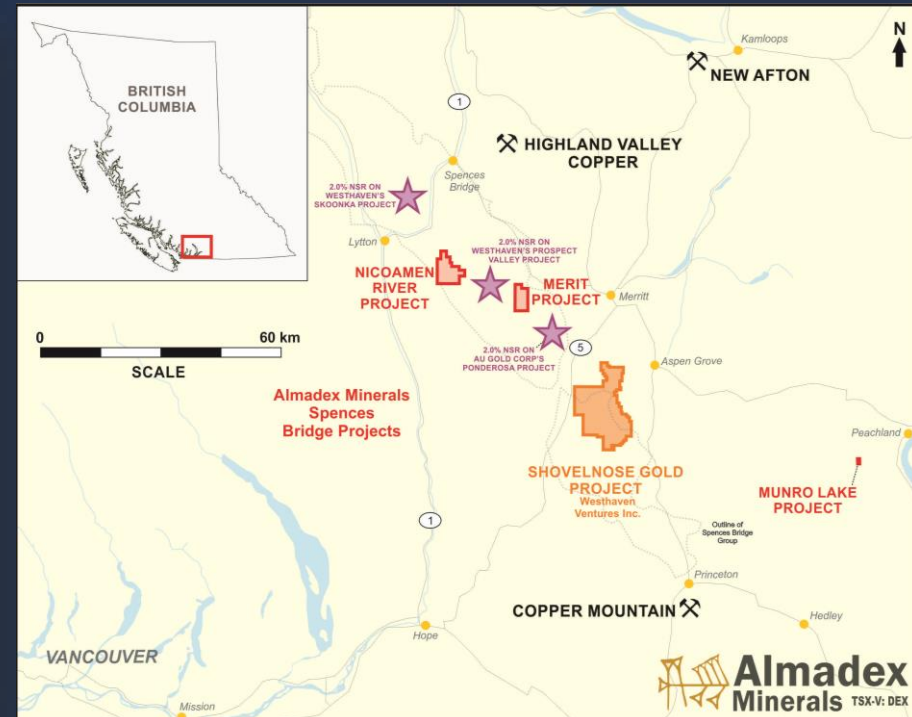 BRITISH
COLUMBIA
N
Kamloops
NEW AFTON
1
HIGHLAND VALLEY
COPPER
Spences
Bridge
2.0% NSR ON
WESTHAVEN'S
SKOONKA PROJECT
Lytton
2.0% NSR ON
WESTHAVEN'S PROSPECT
VALLEY PROJECT
NICOAMEN
RIVER
PROJECT
MERIT
PROJECT
Merritt
0 60 km
SCALE
2.0% NSR ON
AU GOLD CORP'S
PONDEROSA PROJECT
5
Aspen Grove
Almadex Minerals
Spences
Bridge Projects
Peachland
SHOVELNOSE GOLD
PROJECT
Westhaven
Ventures Inc.
MUNRO LAKE
PROJECT
1
Outline of
Spences Bridge
Group
Princeton
COPPER MOUNTAIN
Hedley
Hope
VANCOUVER
Mission
Almadex
Minerals TSX-V: DEX